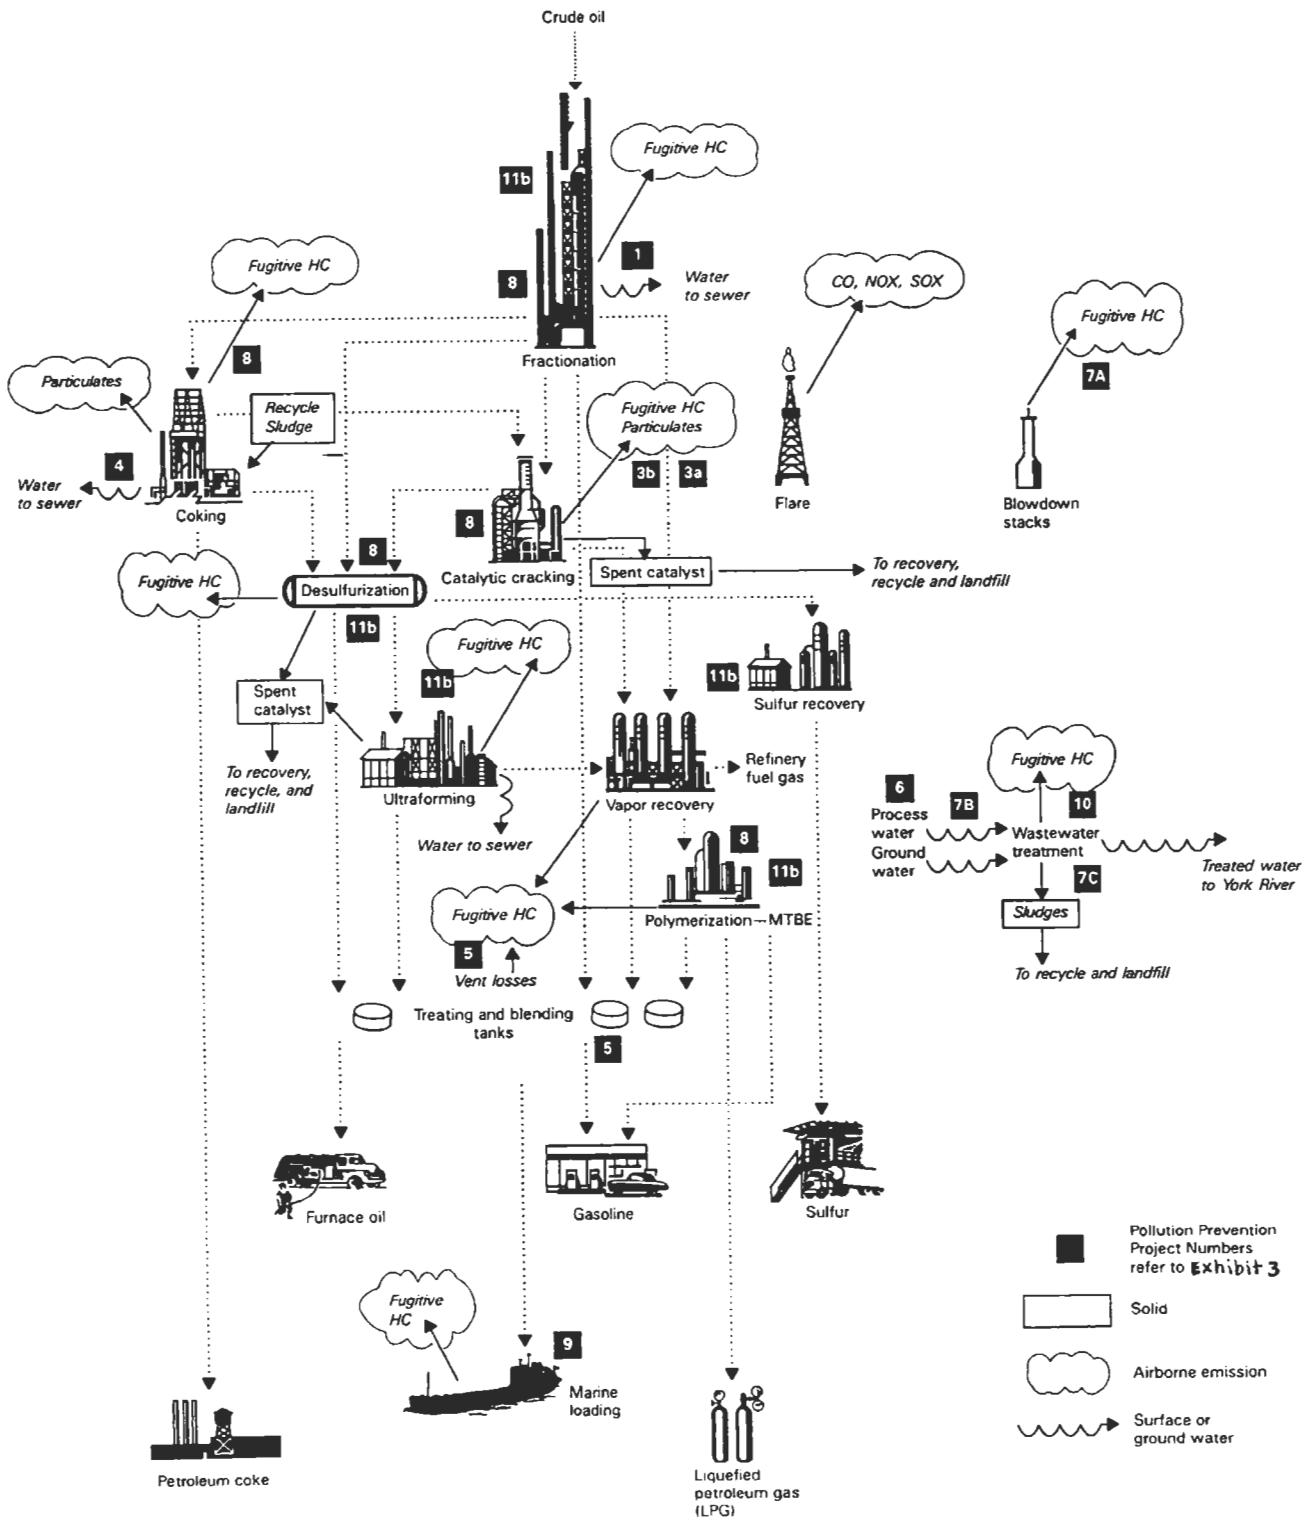 Crude oil
Fugitive HC
11b
1
Water
to sewer
8
Fractionation
Fugitive HC
8
CO, NOX, SOX
Fugitive HC
7A
Particulates
Recycle
Sludge
Fugitive HC
Particulates
3b
3a
4
Water
to sewer
Coking
Flare
Blowdown
stacks
8
Catalytic cracking
Spent catalyst
To recovery,
recycle and landfill
8
Fugitive HC
Desulfurization
11b
Fugitive HC
11b
11b
Sulfur recovery
Spent
catalyst
To recovery,
recycle, and
landfill
Ultraforming
Water to sewer
Vapor recovery
Refinery
fuel gas
Fugitive HC
6
Process
water
7B
10
Ground
water
Wastewater
treatment
7C
Treated water
to York River
Sludges
To recycle and landfill
8
11b
Polymerization—MTBE
Fugitive HC
5
Vent losses
Treating and blending
tanks
5
Furnace oil
Gasoline
Sulfur
Fugitive
HC
9
Marine
loading
Petroleum coke
Liquefied
petroleum gas
(LPG)
Pollution Prevention
Project Numbers
refer to Exhibit 3
Solid
Airborne emission
Surface or
ground water